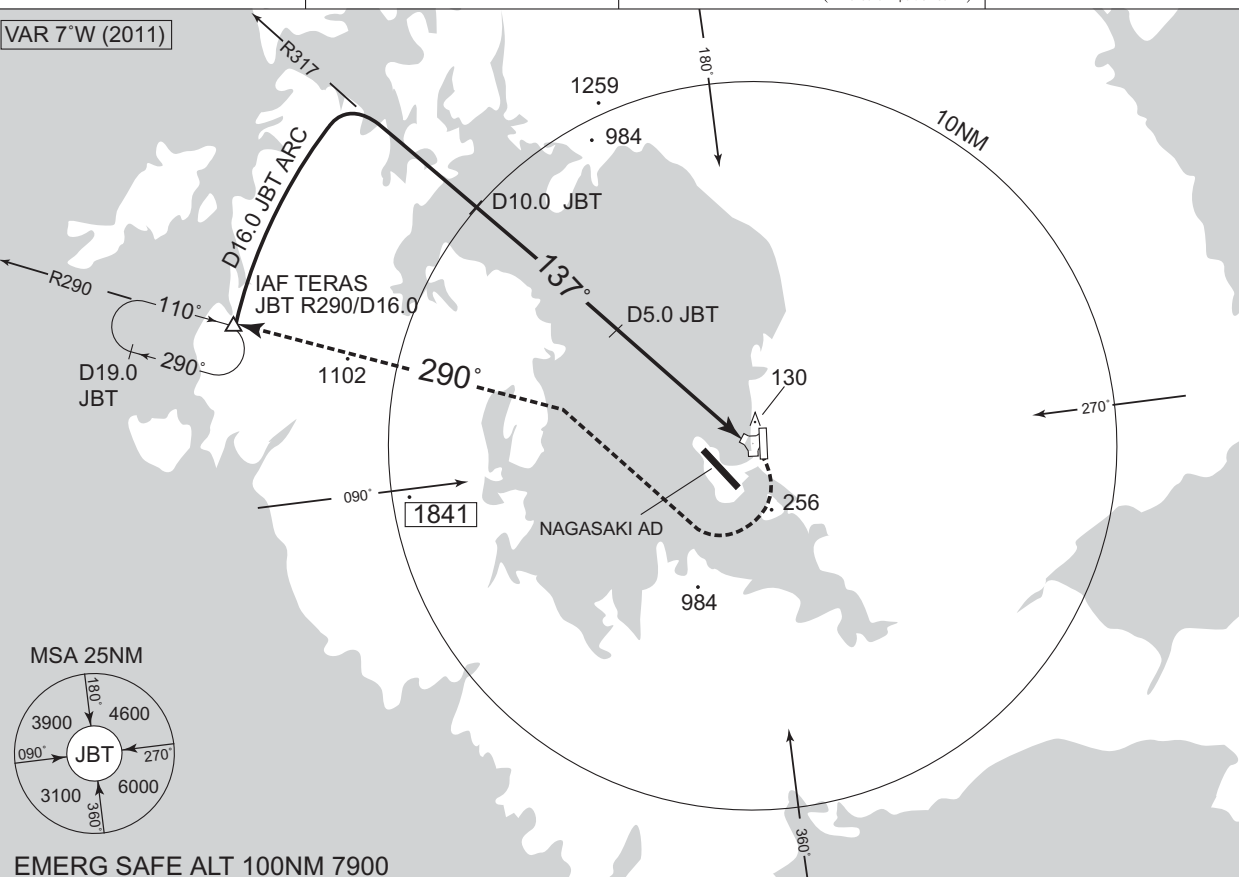 VAR 7°W (2011)
R317
180°
1259
984
10NM
D16.0 JBT ARC
D10.0 JBT
137°
R290
110°
IAF TERAS
JBT R290/D16.0
D5.0 JBT
290°
D19.0
JBT
1102
290°
130
270°
090°
1841
NAGASAKI AD
256
984
MSA 25NM
180°
3900
4600
090°
JBT
270°
3100
6000
360°
360°
EMERG SAFE ALT 100NM 7900